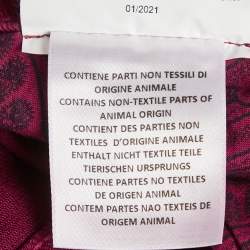 01/2021
CONTIENE PARTI NON TESSILI DI
ORIGINE ANIMALE
CONTAINS NON-TEXTILE PARTS OF
ANIMAL ORIGIN
CONTIENT DES PARTIES NON
TEXTILES D'ORIGINE ANIMALE
ENTHALT NICHT TEXTILE TEILE
TIERISCHEN URSPRUNGS
CONTIENE PARTES NO TEXTILES
DE ORIGEN ANIMAL
CONTEM PARTES NAO TEXTEIS DE
ORIGEM ANIMAL